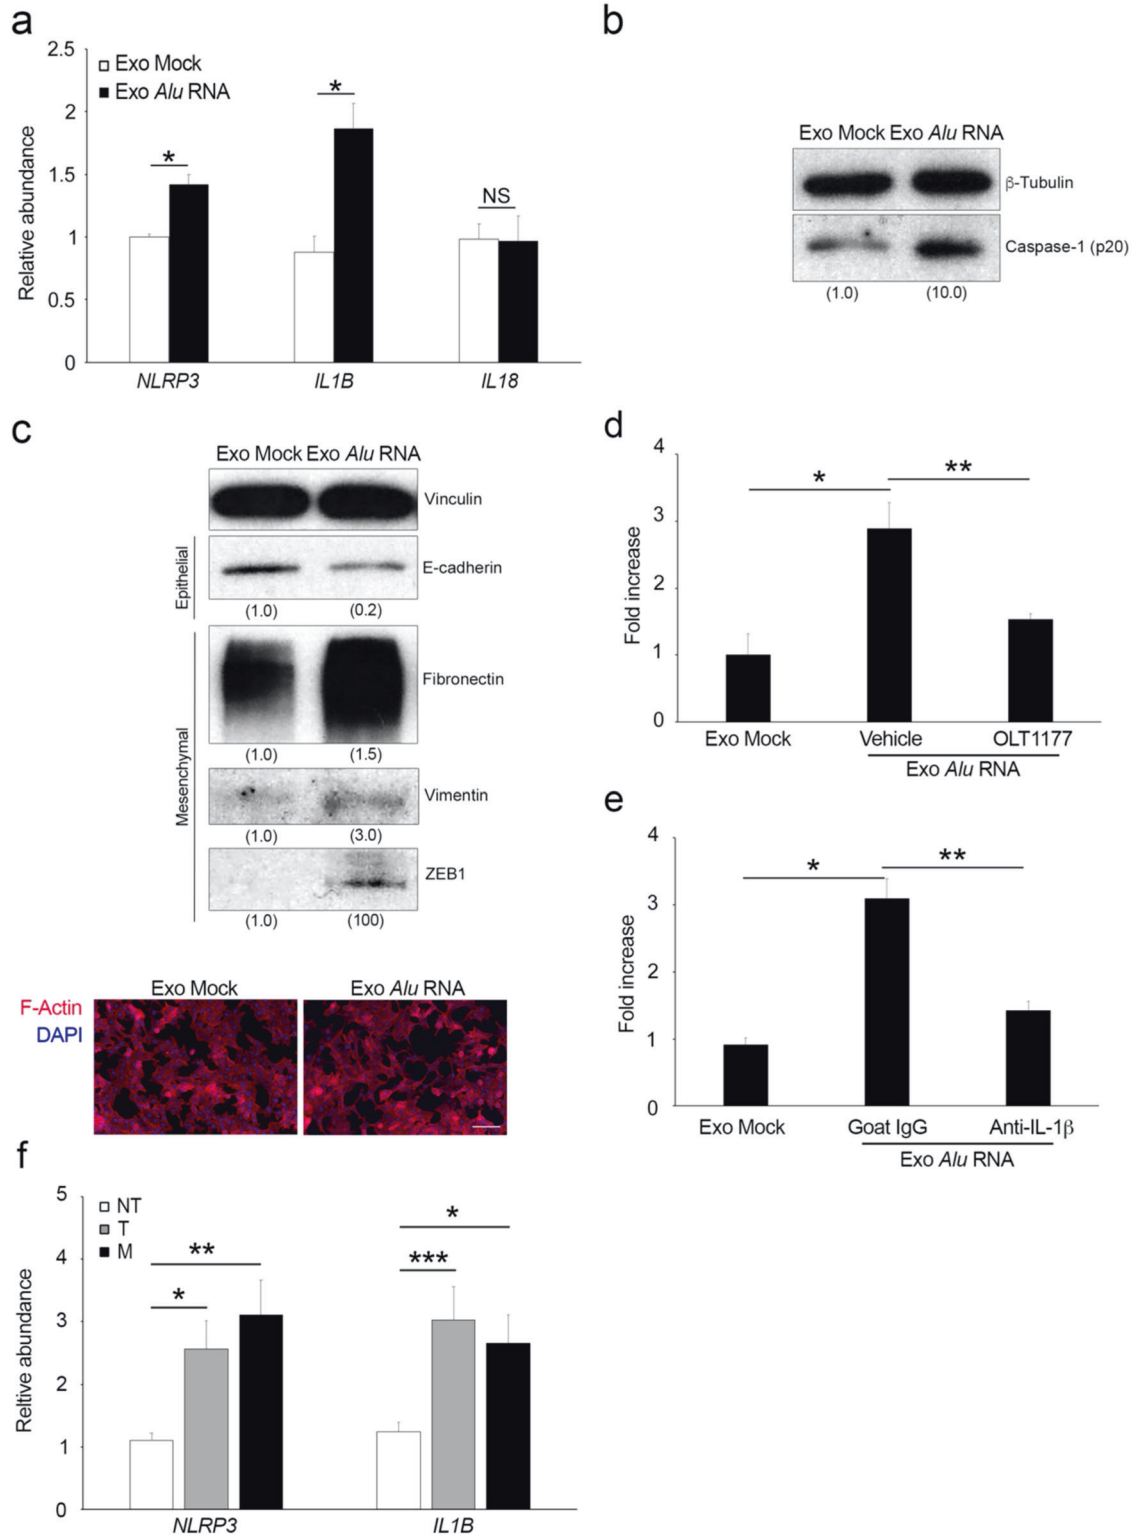 a
2.5
2
1.5
1
0.5
0
Relative abundance
Exo Mock
Exo Alu RNA
*
*
NS
NLRP3 IL1B IL18
b
Exo Mock Exo Alu RNA
β-Tubulin
Caspase-1 (p20)
(1.0) (10.0)
c
Exo Mock Exo Alu RNA
Vinculin
Epithelial
E-cadherin
(1.0) (0.2)
Mesenchymal
Fibronectin
(1.0) (1.5)
Vimentin
(1.0) (3.0)
ZEB1
(1.0) (100)
Exo Mock Exo Alu RNA
F-Actin
DAPI
d
4
3
2
1
0
Fold increase
* **
Exo Mock Vehicle OLT1177
Exo Alu RNA
e
4
3
2
1
0
Fold increase
* **
Exo Mock Goat IgG Anti-IL-1β
Exo Alu RNA
f
5
4
3
2
1
0
Reltive abundance
NT
T
M
**
*
*
***
NLRP3 IL1B